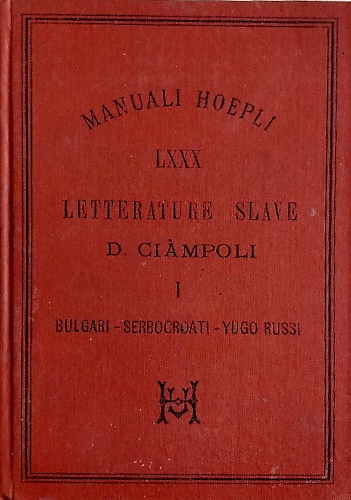 MANUALI HOEPLI
LXXX
LETTERATURE SLAVE
D. CIÀMPOLI
I
BULGARI - SERBOCROATI - YUGO RUSSI